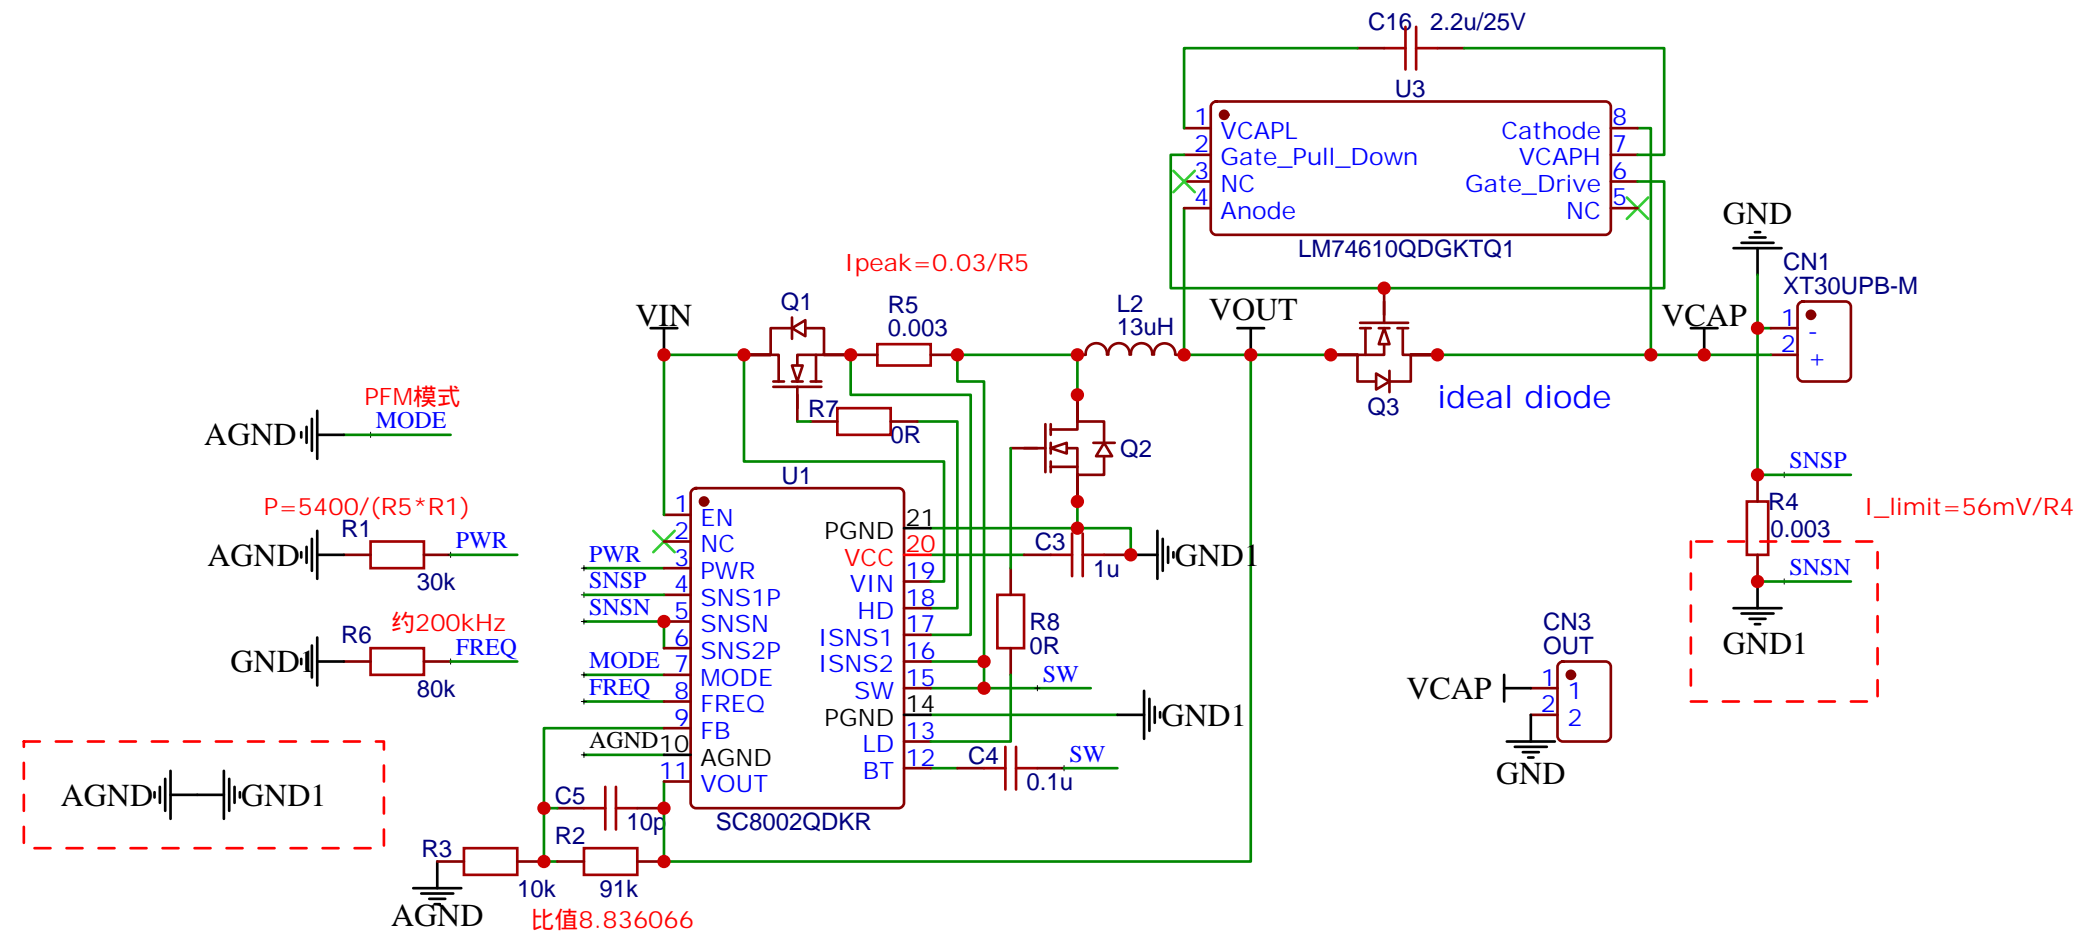 C16 2.2u/25V
U3
1 VCAPL
2 Gate_Pull_Down
3 NC
4 Anode
Cathode 8
VCAPH 7
Gate_Drive 6
NC 5
LM74610QDGKTQ1
GND
CN1
XT30UPB-M
1 -
2 +
Ipeak=0.03/R5
VIN
Q1
R5
0.003
L2
13uH
VOUT
VCAP
Q3
ideal diode
R7
0R
Q2
PFM模式
AGND MODE
P=5400/(R5*R1)
R1
AGND PWR
30k
约200kHz
R6
GND1 FREQ
80k
AGND GND1
U1
1 EN
2 NC
PWR 3 PWR
SNSP 4 SNS1P
SNSN 5 SNSN
6 SNS2P
MODE 7 MODE
FREQ 8 FREQ
9 FB
AGND 10 AGND
11 VOUT
PGND 21
VCC 20
VIN 19
HD 18
ISNS1 17
ISNS2 16
SW 15 SW
PGND 14 GND1
LD 13
BT 12
SC8002QDKR
C3
1u
GND1
R8
0R
C4
0.1u
SW
C5
10p
R2
91k
R3
10k
AGND
比值8.836066
SNSP
R4
0.003
I_limit=56mV/R4
SNSN
GND1
CN3
OUT
VCAP 1 1
2 2
GND